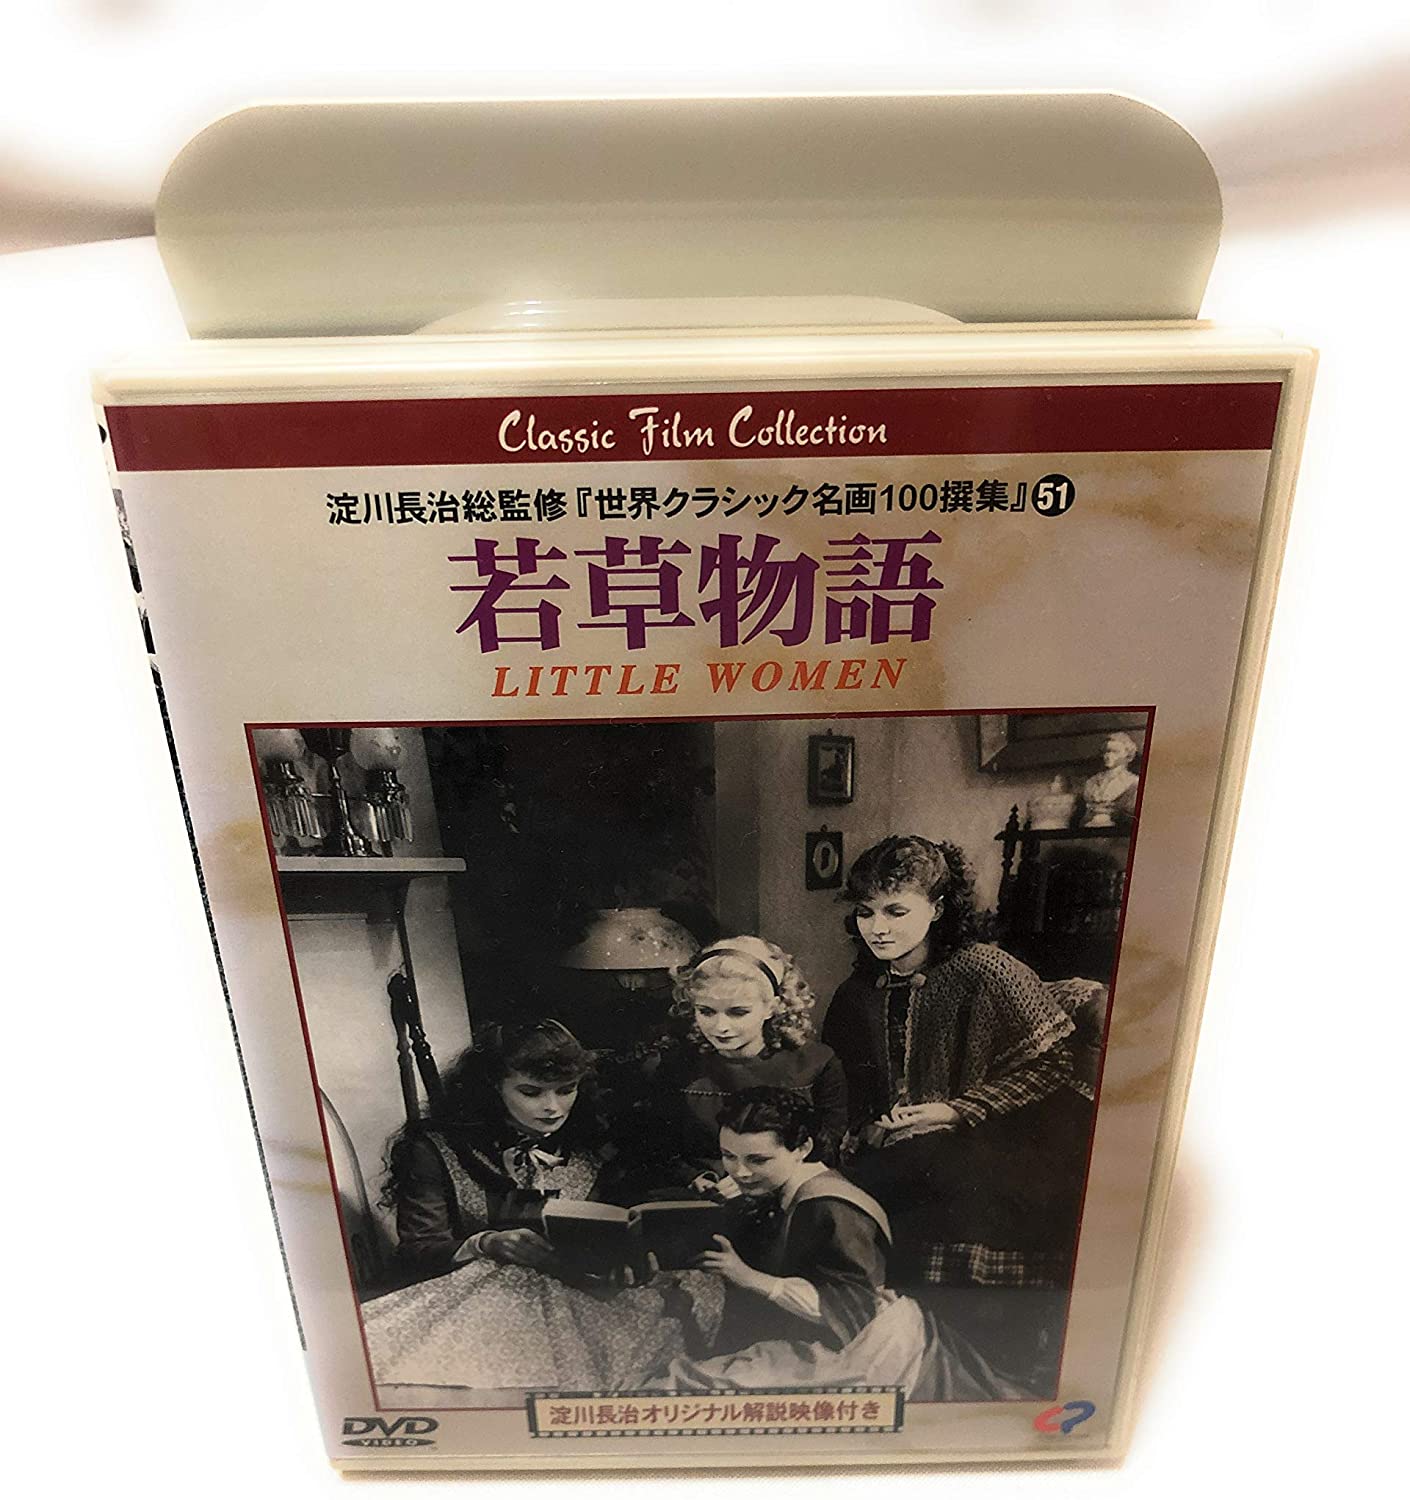 Classic Film Collection
淀川長治総監修『世界クラシック名画100撰集』51
若草物語
LITTLE WOMEN
淀川長治オリジナル解説映像付き
DVD
VIDEO